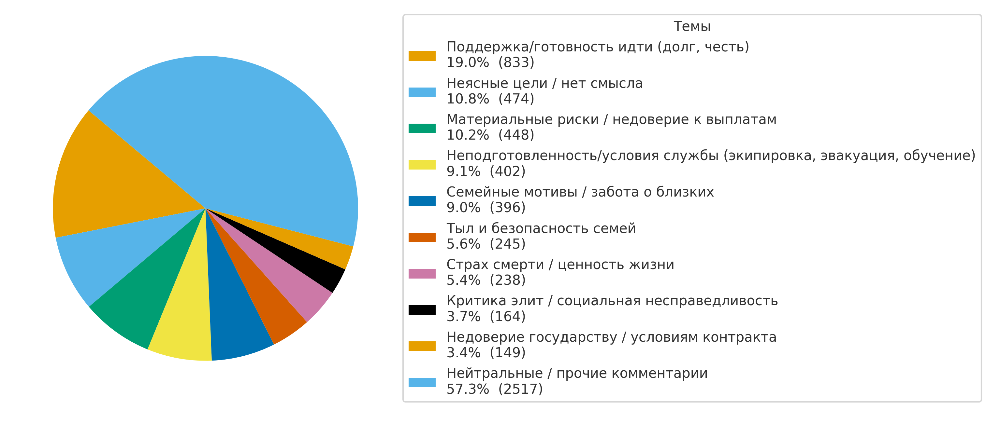 Темы
Поддержка/готовность идти (долг, честь)
19.0%  (833)
Неясные цели / нет смысла
10.8%  (474)
Материальные риски / недоверие к выплатам
10.2%  (448)
Неподготовленность/условия службы (экипировка, эвакуация, обучение)
9.1%  (402)
Семейные мотивы / забота о близких
9.0%  (396)
Тыл и безопасность семей
5.6%  (245)
Страх смерти / ценность жизни
5.4%  (238)
Критика элит / социальная несправедливость
3.7%  (164)
Недоверие государству / условиям контракта
3.4%  (149)
Нейтральные / прочие комментарии
57.3%  (2517)